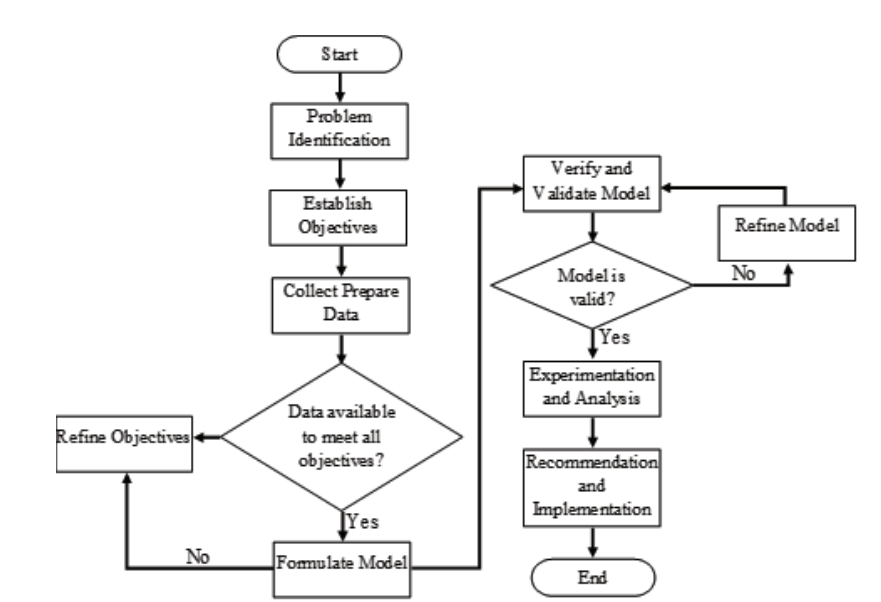 Start
Problem
Identification
Establish
Objectives
Collect Prepare
Data
Data available
to meet all
objectives?
Refine Objectives
Yes
No
Formulate Model
Verify and
Validate Model
Refine Model
Model is
valid?
No
Yes
Experimentation
and Analysis
Recommendation
and
Implementation
End